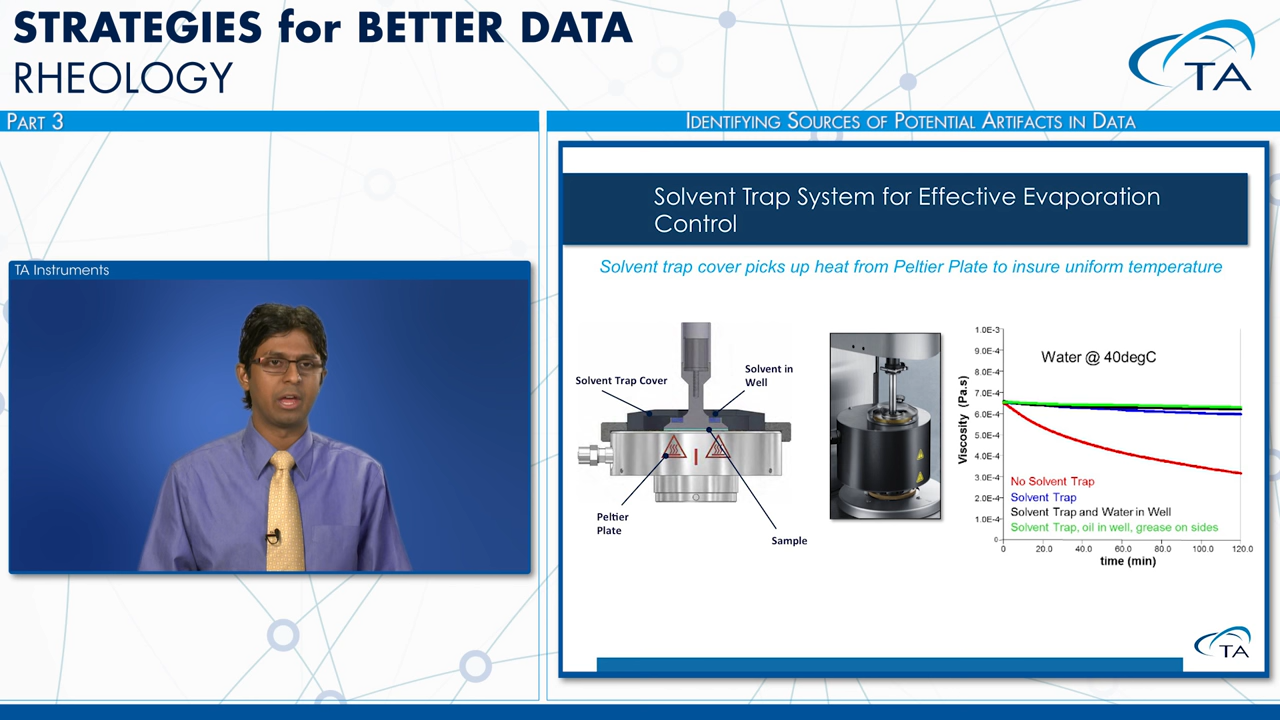 STRATEGIES for BETTER DATA
RHEOLOGY
TA
PART 3
IDENTIFYING SOURCES OF POTENTIAL ARTIFACTS IN DATA
TA Instruments
Solvent Trap System for Effective Evaporation
Control
Solvent trap cover picks up heat from Peltier Plate to insure uniform temperature
Solvent Trap Cover
Solvent in
Well
Peltier
Plate
Sample
Water @ 40degC
Viscosity (Pa.s)
1.0E-3
9.0E-4
8.0E-4
7.0E-4
6.0E-4
5.0E-4
4.0E-4
3.0E-4
2.0E-4
1.0E-4
0
No Solvent Trap
Solvent Trap
Solvent Trap and Water in Well
Solvent Trap, oil in well, grease on sides
0 20.0 40.0 60.0 80.0 100.0 120.0
time (min)
TA